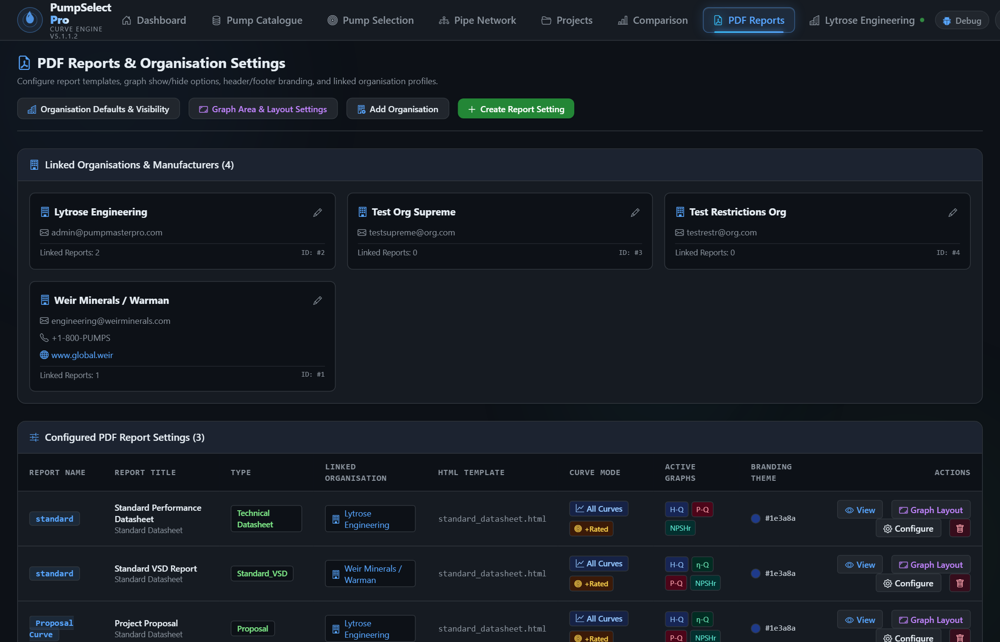 PumpSelect
Pro
CURVE ENGINE
V5.1.1.2
Dashboard
Pump Catalogue
Pump Selection
Pipe Network
Projects
Comparison
PDF Reports
Lytrose Engineering
Debug
PDF Reports & Organisation Settings
Configure report templates, graph show/hide options, header/footer branding, and linked organisation profiles.
Organisation Defaults & Visibility
Graph Area & Layout Settings
Add Organisation
+ Create Report Setting
Linked Organisations & Manufacturers (4)
Lytrose Engineering
admin@pumpmasterpro.com
Linked Reports: 2
ID: #2
Test Org Supreme
testsupreme@org.com
Linked Reports: 0
ID: #3
Test Restrictions Org
testrestr@org.com
Linked Reports: 0
ID: #4
Weir Minerals / Warman
engineering@weirminerals.com
+1-800-PUMPS
www.global.weir
Linked Reports: 1
ID: #1
Configured PDF Report Settings (3)
REPORT NAME
REPORT TITLE
TYPE
LINKED
ORGANISATION
HTML TEMPLATE
CURVE MODE
ACTIVE
GRAPHS
BRANDING
THEME
ACTIONS
standard
Standard Performance
Datasheet
Standard Datasheet
Technical
Datasheet
Lytrose
Engineering
standard_datasheet.html
All Curves
+Rated
H-Q
P-Q
NPSHr
#1e3a8a
View
Graph Layout
Configure
standard
Standard VSD Report
Standard Datasheet
Standard_VSD
Weir Minerals /
Warman
standard_datasheet.html
All Curves
+Rated
H-Q
η-Q
P-Q
NPSHr
#1e3a8a
View
Graph Layout
Configure
Proposal
Curve
Project Proposal
Standard Datasheet
Proposal
Lytrose
Engineering
standard_datasheet.html
All Curves
+Rated
H-Q
η-Q
P-Q
NPSHr
#1e3a8a
View
Graph Layout
Configure